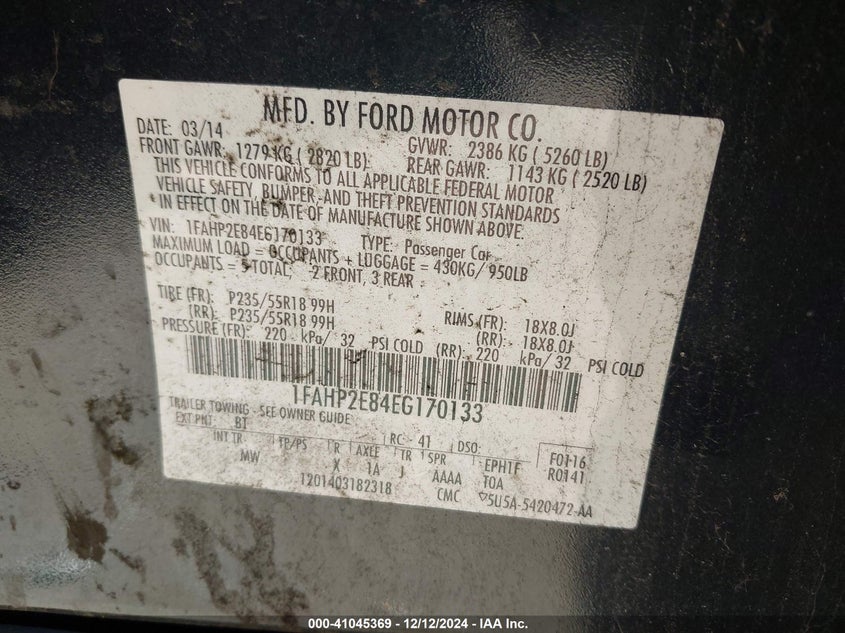 MFD. BY FORD MOTOR CO.
DATE: 03/14 GVWR: 2386 KG ( 5260 LB)
FRONT GAWR: 1279 KG ( 2820 LB) REAR GAWR: 1143 KG ( 2520 LB)
THIS VEHICLE CONFORMS TO ALL APPLICABLE FEDERAL MOTOR
VEHICLE SAFETY, BUMPER, AND THEFT PREVENTION STANDARDS
IN EFFECT ON THE DATE OF MANUFACTURE SHOWN ABOVE.
VIN: 1FAHP2E84EG170133 TYPE: Passenger Car
MAXIMUM LOAD = OCCUPANTS + LUGGAGE = 430KG/ 950LB
OCCUPANTS = 5 TOTAL, 2 FRONT, 3 REAR
TIRE (FR): P235/55R18 99H RIMS (FR): 18X8.0J
(RR): P235/55R18 99H (RR): 18X8.0J
PRESSURE (FR): 220 kPa/ 32 PSI COLD (RR): 220 kPa/ 32 PSI COLD
1FAHP2E84EG170133
TRAILER TOWING - SEE OWNER GUIDE
EXT PNT: BT RC: 41 DSO: F0116
INT TR TP/PS R AXLE TR SPR EPHTF R0141
MW X 1A J AAAA TOA
1201403182318 CMC 5U5A-5420472-AA
000-41045369 - 12/12/2024 - IAA Inc.